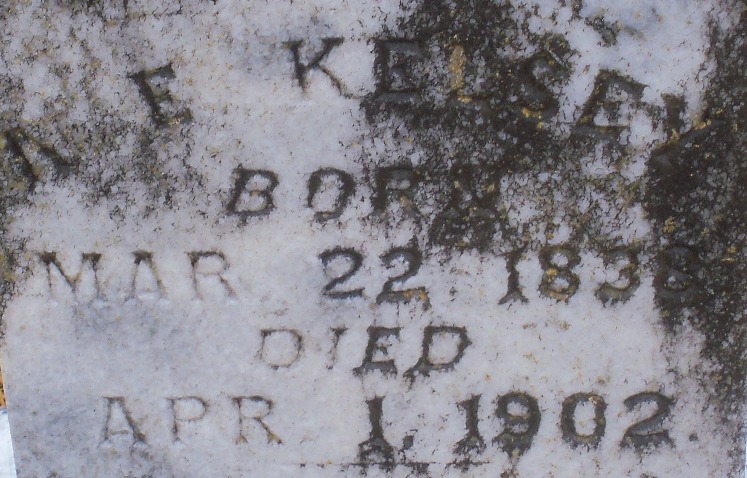 E KELSEY
BORN
MAR 22 1838
DIED
APR 1, 1902.